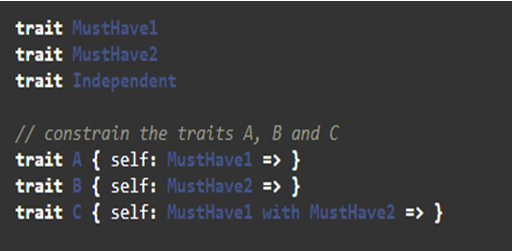 trait MustHave1
trait MustHave2
trait Independent
// constrain the traits A, B and C
trait A { self: MustHave1 => }
trait B { self: MustHave2 => }
trait C { self: MustHave1 with MustHave2 => }